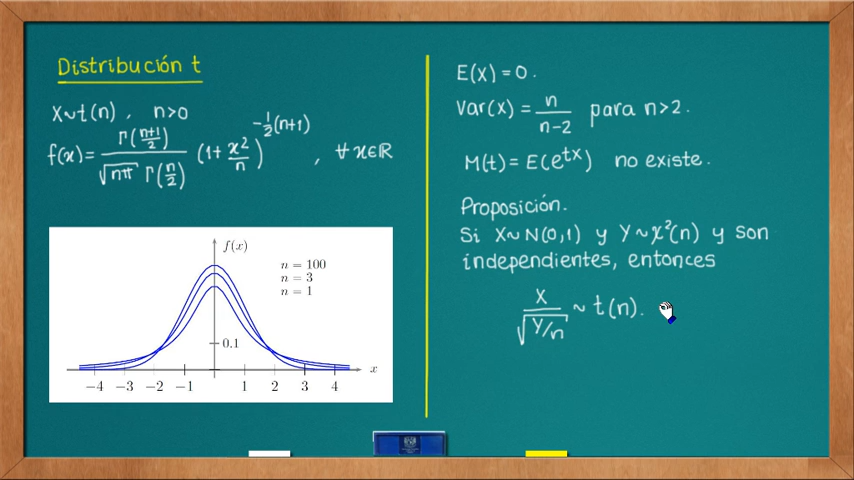 Distribución t
X~t(n), n>0
f(x)= Γ((n+1)/2) / (√(nπ) Γ(n/2)) (1+x²/n)^(-1/2(n+1)), ∀x∈ℝ
f(x)
n = 100
n = 3
n = 1
0.1
x
−4 −3 −2 −1 1 2 3 4
E(x)=0.
Var(x)= n/(n-2) para n>2.
M(t)=E(e^(tx)) no existe.
Proposición.
Si X~N(0,1) y Y~χ²(n) y son
independientes, entonces
X/√(Y/n) ~ t(n).